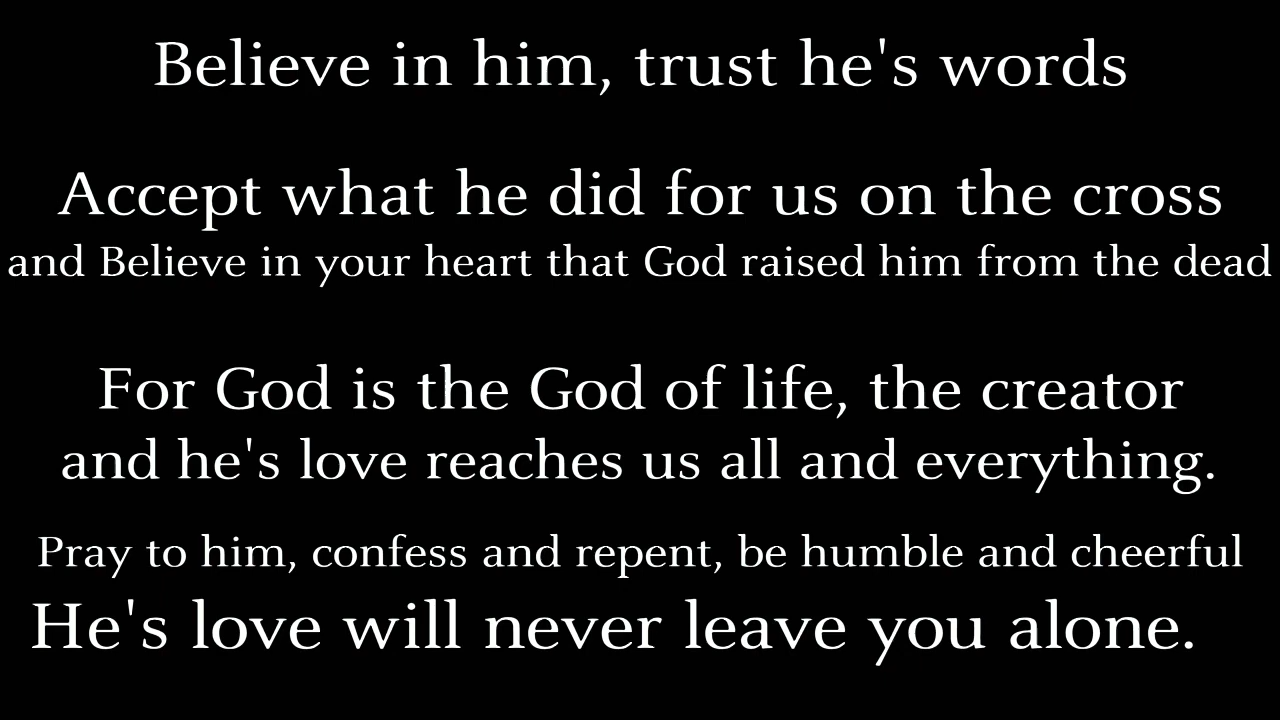 Believe in him, trust he's words
Accept what he did for us on the cross
and Believe in your heart that God raised him from the dead
For God is the God of life, the creator
and he's love reaches us all and everything.
Pray to him, confess and repent, be humble and cheerful
He's love will never leave you alone.